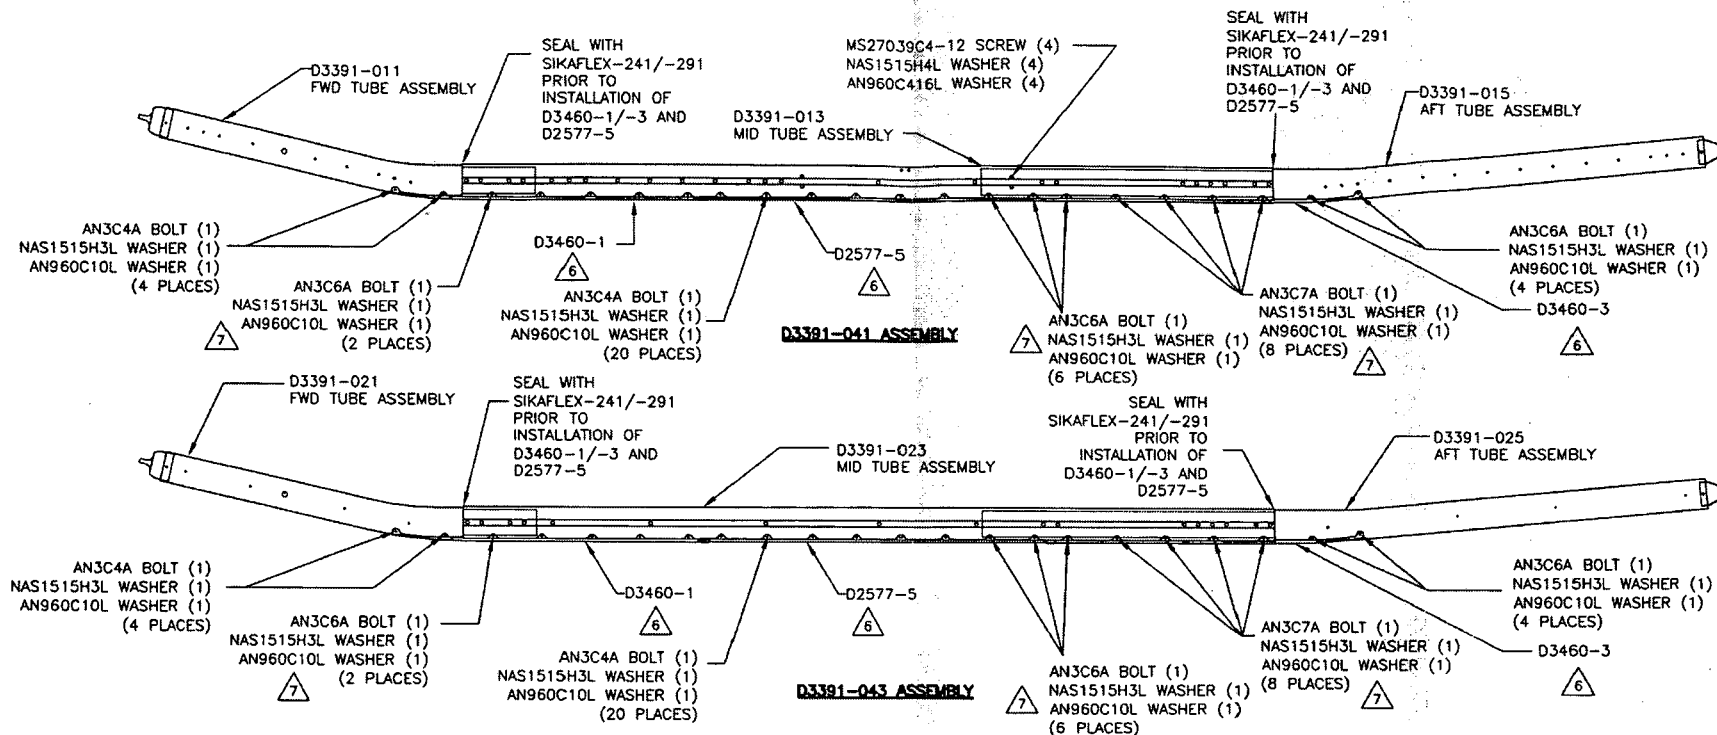 D3391-011
FWD TUBE ASSEMBLY
SEAL WITH
SIKAFLEX-241/-291
PRIOR TO
INSTALLATION OF
D3460-1/-3 AND
D2577-5
MS27039C4-12 SCREW (4)
NAS1515H4L WASHER (4)
AN960C416L WASHER (4)
D3391-013
MID TUBE ASSEMBLY
SEAL WITH
SIKAFLEX-241/-291
PRIOR TO
INSTALLATION OF
D3460-1/-3 AND
D2577-5
D3391-015
AFT TUBE ASSEMBLY
AN3C4A BOLT (1)
NAS1515H3L WASHER (1)
AN960C10L WASHER (1)
(4 PLACES)
AN3C6A BOLT (1)
NAS1515H3L WASHER (1)
AN960C10L WASHER (1)
(2 PLACES)
7
D3460-1
6
AN3C4A BOLT (1)
NAS1515H3L WASHER (1)
AN960C10L WASHER (1)
(20 PLACES)
D2577-5
6
D3391-041 ASSEMBLY
7
AN3C6A BOLT (1)
NAS1515H3L WASHER (1)
AN960C10L WASHER (1)
(6 PLACES)
AN3C7A BOLT (1)
NAS1515H3L WASHER (1)
AN960C10L WASHER (1)
(8 PLACES)
7
AN3C6A BOLT (1)
NAS1515H3L WASHER (1)
AN960C10L WASHER (1)
(4 PLACES)
D3460-3
6
D3391-021
FWD TUBE ASSEMBLY
SEAL WITH
SIKAFLEX-241/-291
PRIOR TO
INSTALLATION OF
D3460-1/-3 AND
D2577-5
D3391-023
MID TUBE ASSEMBLY
SEAL WITH
SIKAFLEX-241/-291
PRIOR TO
INSTALLATION OF
D3460-1/-3 AND
D2577-5
D3391-025
AFT TUBE ASSEMBLY
AN3C4A BOLT (1)
NAS1515H3L WASHER (1)
AN960C10L WASHER (1)
(4 PLACES)
AN3C6A BOLT (1)
NAS1515H3L WASHER (1)
AN960C10L WASHER (1)
(2 PLACES)
7
D3460-1
6
AN3C4A BOLT (1)
NAS1515H3L WASHER (1)
AN960C10L WASHER (1)
(20 PLACES)
D2577-5
6
D3391-043 ASSEMBLY
7
AN3C6A BOLT (1)
NAS1515H3L WASHER (1)
AN960C10L WASHER (1)
(6 PLACES)
AN3C7A BOLT (1)
NAS1515H3L WASHER (1)
AN960C10L WASHER (1)
(8 PLACES)
7
AN3C6A BOLT (1)
NAS1515H3L WASHER (1)
AN960C10L WASHER (1)
(4 PLACES)
D3460-3
6